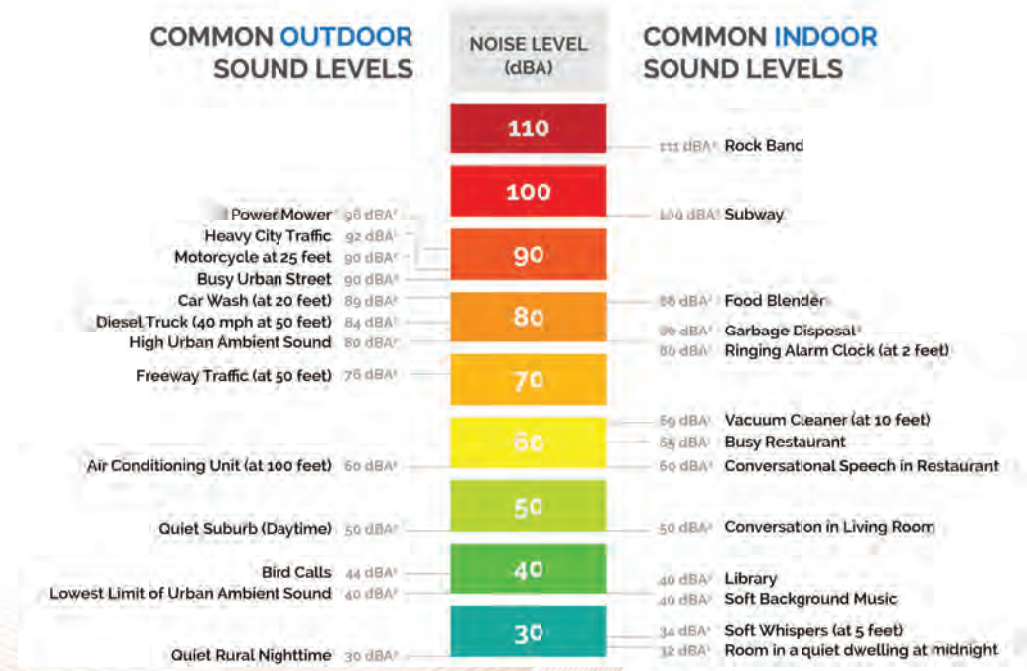 COMMON OUTDOOR
SOUND LEVELS
NOISE LEVEL
(dBA)
COMMON INDOOR
SOUND LEVELS
110
100
90
80
70
60
50
40
30
Power Mower 96 dBA
Heavy City Traffic 92 dBA
Motorcycle at 25 feet 90 dBA
Busy Urban Street 90 dBA
Car Wash (at 20 feet) 89 dBA
Diesel Truck (40 mph at 50 feet) 84 dBA
High Urban Ambient Sound 80 dBA
Freeway Traffic (at 50 feet) 76 dBA
Air Conditioning Unit (at 100 feet) 60 dBA
Quiet Suburb (Daytime) 50 dBA
Bird Calls 44 dBA
Lowest Limit of Urban Ambient Sound 40 dBA
Quiet Rural Nighttime 30 dBA
111 dBA Rock Band
100 dBA Subway
88 dBA Food Blender
dBA Garbage Disposal
80 dBA Ringing Alarm Clock (at 2 feet)
69 dBA Vacuum Cleaner (at 10 feet)
65 dBA Busy Restaurant
60 dBA Conversational Speech in Restaurant
50 dBA Conversation in Living Room
40 dBA Library
40 dBA Soft Background Music
34 dBA Soft Whispers (at 5 feet)
32 dBA Room in a quiet dwelling at midnight